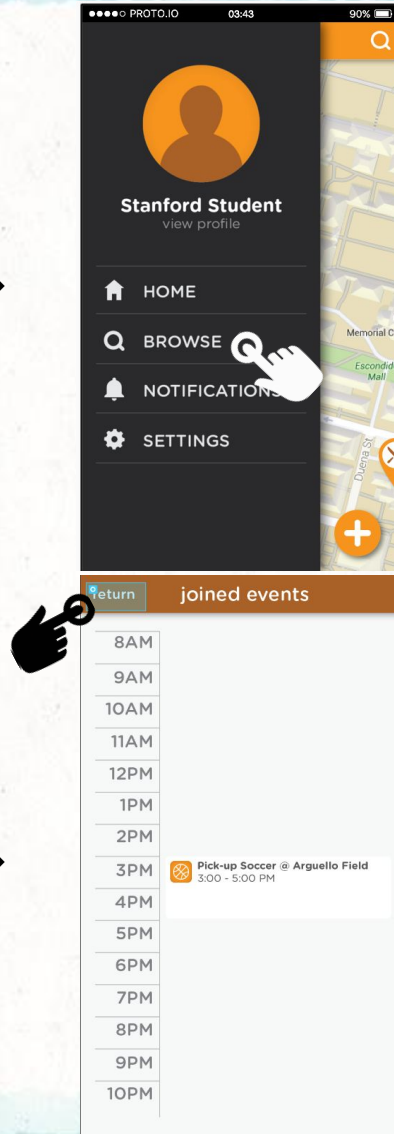 PROTO.IO 03:43 90%
Stanford Student
view profile
HOME
BROWSE
NOTIFICATIONS
SETTINGS
Memorial C
Escondid
Mall
Duena St
return joined events
8AM
9AM
10AM
11AM
12PM
1PM
2PM
3PM
Pick-up Soccer @ Arguello Field
3:00 - 5:00 PM
4PM
5PM
6PM
7PM
8PM
9PM
10PM